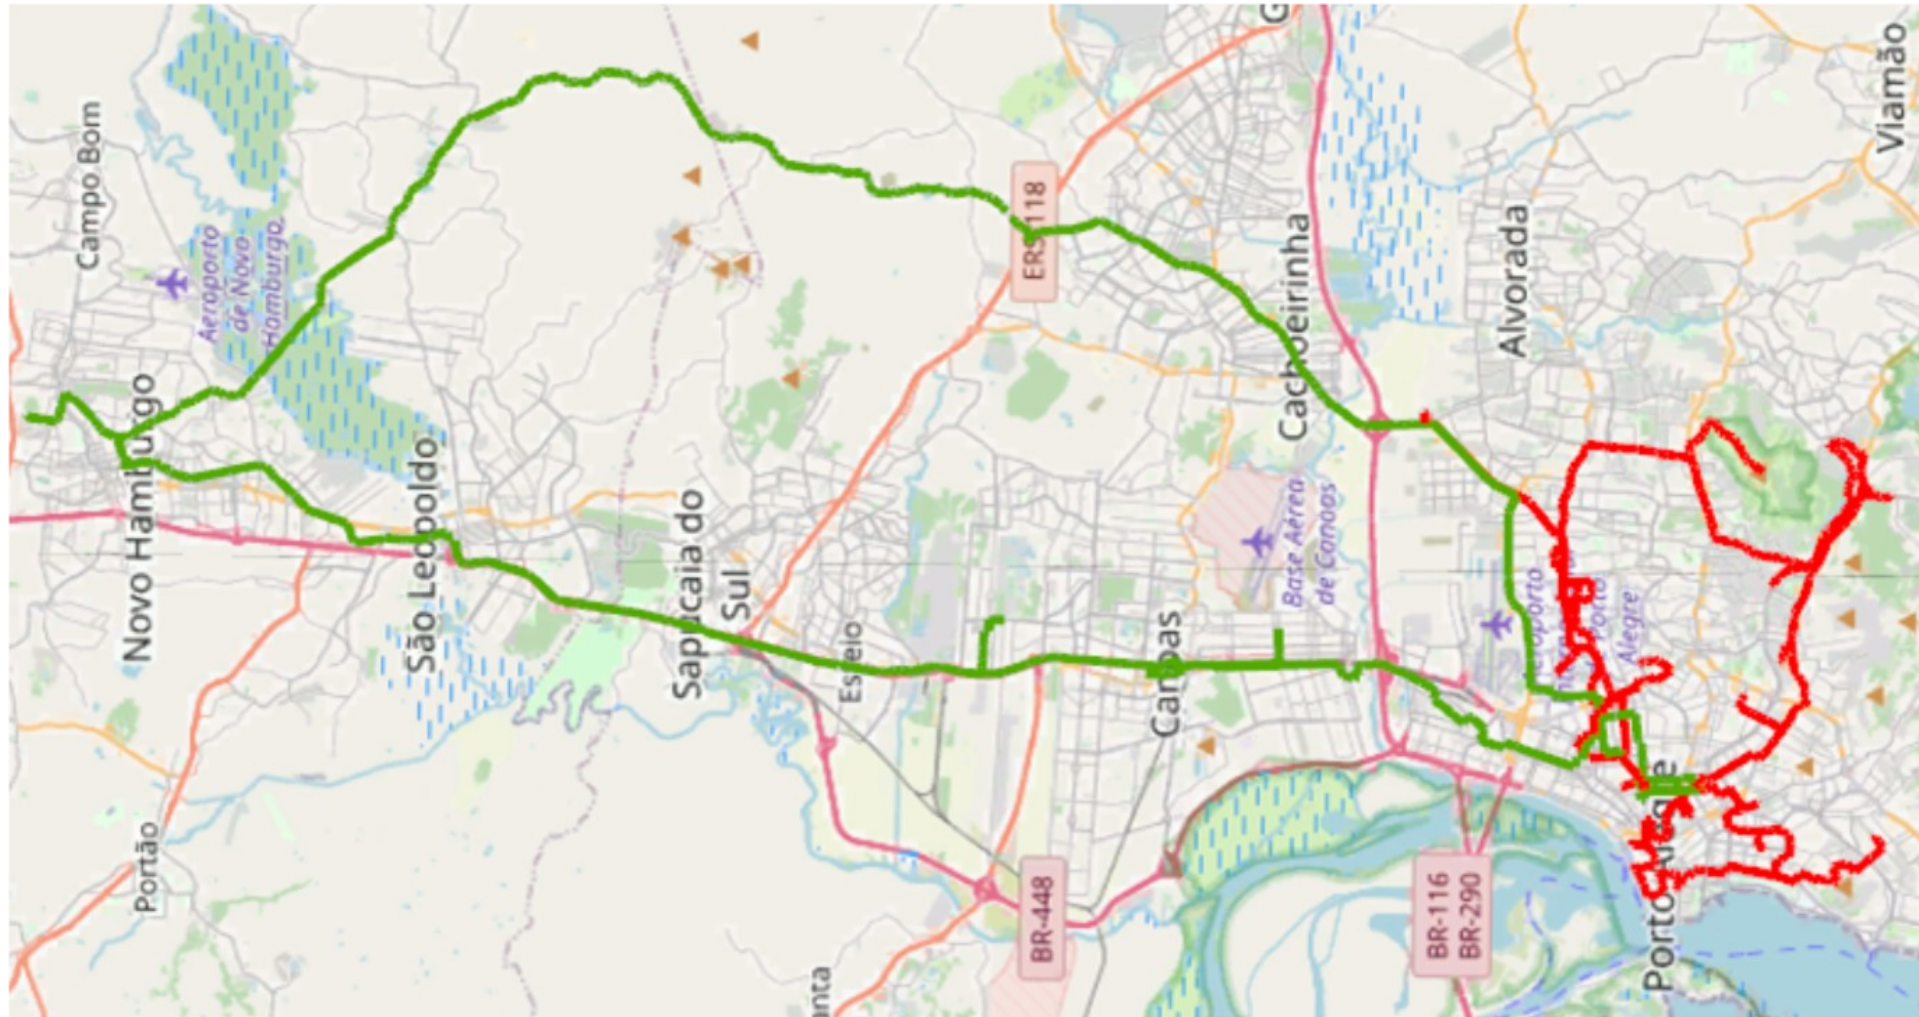 Campo Bom
Aeroporto
de Novo
Hamburgo
Novo Hamburgo
Portão
São Leopoldo
Sapucaia do
Sul
Esteio
ERS-118
BR-448
Canoas
Cachoeirinha
Base Aérea
de Canoas
BR-116
BR-290
Alvorada
Porto
Alegre
Porto Alegre
Viamão